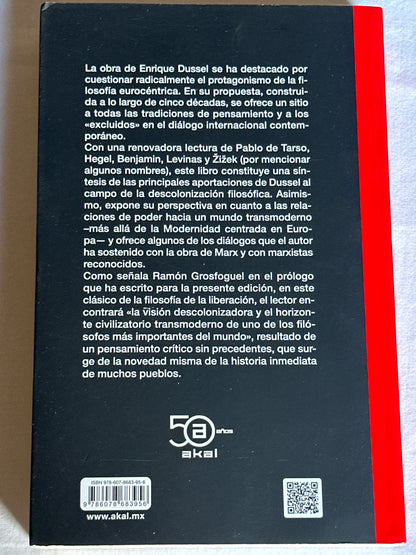 La obra de Enrique Dussel se ha destacado por
cuestionar radicalmente el protagonismo de la fi-
losofía eurocéntrica. En su propuesta, construi-
da a lo largo de cinco décadas, se ofrece un sitio
a todas las tradiciones de pensamiento y a los
«excluidos» en el diálogo internacional contem-
poráneo.
Con una renovadora lectura de Pablo de Tarso,
Hegel, Benjamin, Levinas y Žižek (por mencionar
algunos nombres), este libro constituye una sín-
tesis de las principales aportaciones de Dussel al
campo de la descolonización filosófica. Asimis-
mo, expone su perspectiva en cuanto a las rela-
ciones de poder hacia un mundo transmoderno
–más allá de la Modernidad centrada en Euro-
pa— y ofrece algunos de los diálogos que el autor
ha sostenido con la obra de Marx y con marxistas
reconocidos.
Como señala Ramón Grosfoguel en el prólogo
que ha escrito para la presente edición, en este
clásico de la filosofía de la liberación, el lector en-
contrará «la visión descolonizadora y el horizon-
te civilizatorio transmoderno de uno de los filó-
sofos más importantes del mundo», resultado de
un pensamiento crítico sin precedentes, que sur-
ge de la novedad misma de la historia inmediata
de muchos pueblos.
50 a años
akal
ISBN 978-607-8683-95-6
9786078683956
www.akal.mx